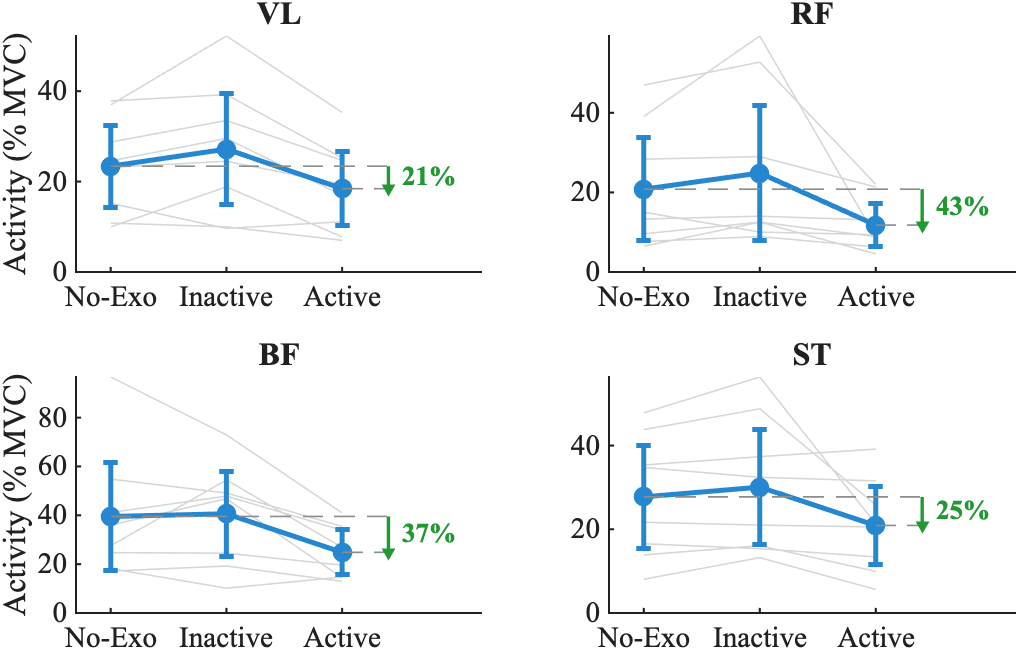 VL
Activity (% MVC)
40
20
0
21%
No-Exo Inactive Active
RF
40
20
0
43%
No-Exo Inactive Active
BF
Activity (% MVC)
80
60
40
20
0
37%
No-Exo Inactive Active
ST
40
20
0
25%
No-Exo Inactive Active